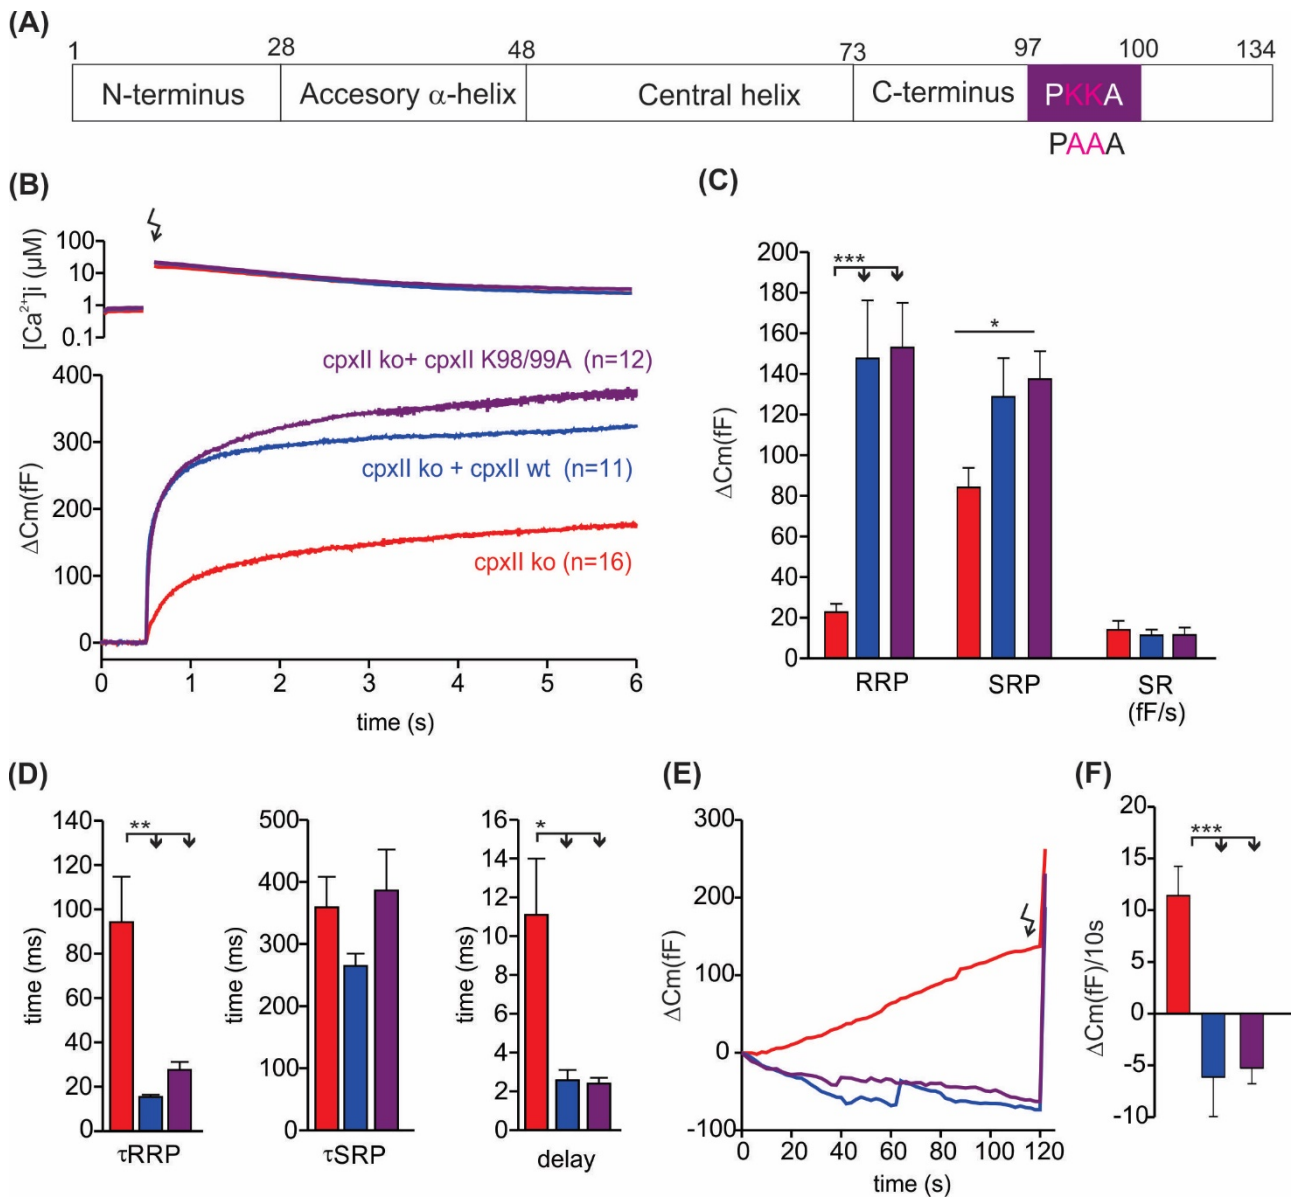 (A)
1 28 48 73 97 100 134
N-terminus Accesory α-helix Central helix C-terminus PKKA
PAAA
(B)
[Ca²⁺]i (µM)
100
10
1
0.1
cpxII ko+ cpxII K98/99A (n=12)
cpxII ko + cpxII wt (n=11)
cpxII ko (n=16)
ΔCm(fF)
400
300
200
100
0
0 1 2 3 4 5 6
time (s)
(C)
ΔCm(fF)
200
180
160
140
120
100
80
60
40
20
0
***
*
RRP SRP SR
(fF/s)
(D)
time (ms)
140
120
100
80
60
40
20
0
**
τRRP
time (ms)
500
400
300
200
100
0
τSRP
time (ms)
16
14
12
10
8
6
4
2
0
*
delay
(E)
ΔCm(fF)
300
200
100
0
-100
0 20 40 60 80 100 120
time (s)
(F)
ΔCm(fF)/10s
20
15
10
5
0
-5
-10
***